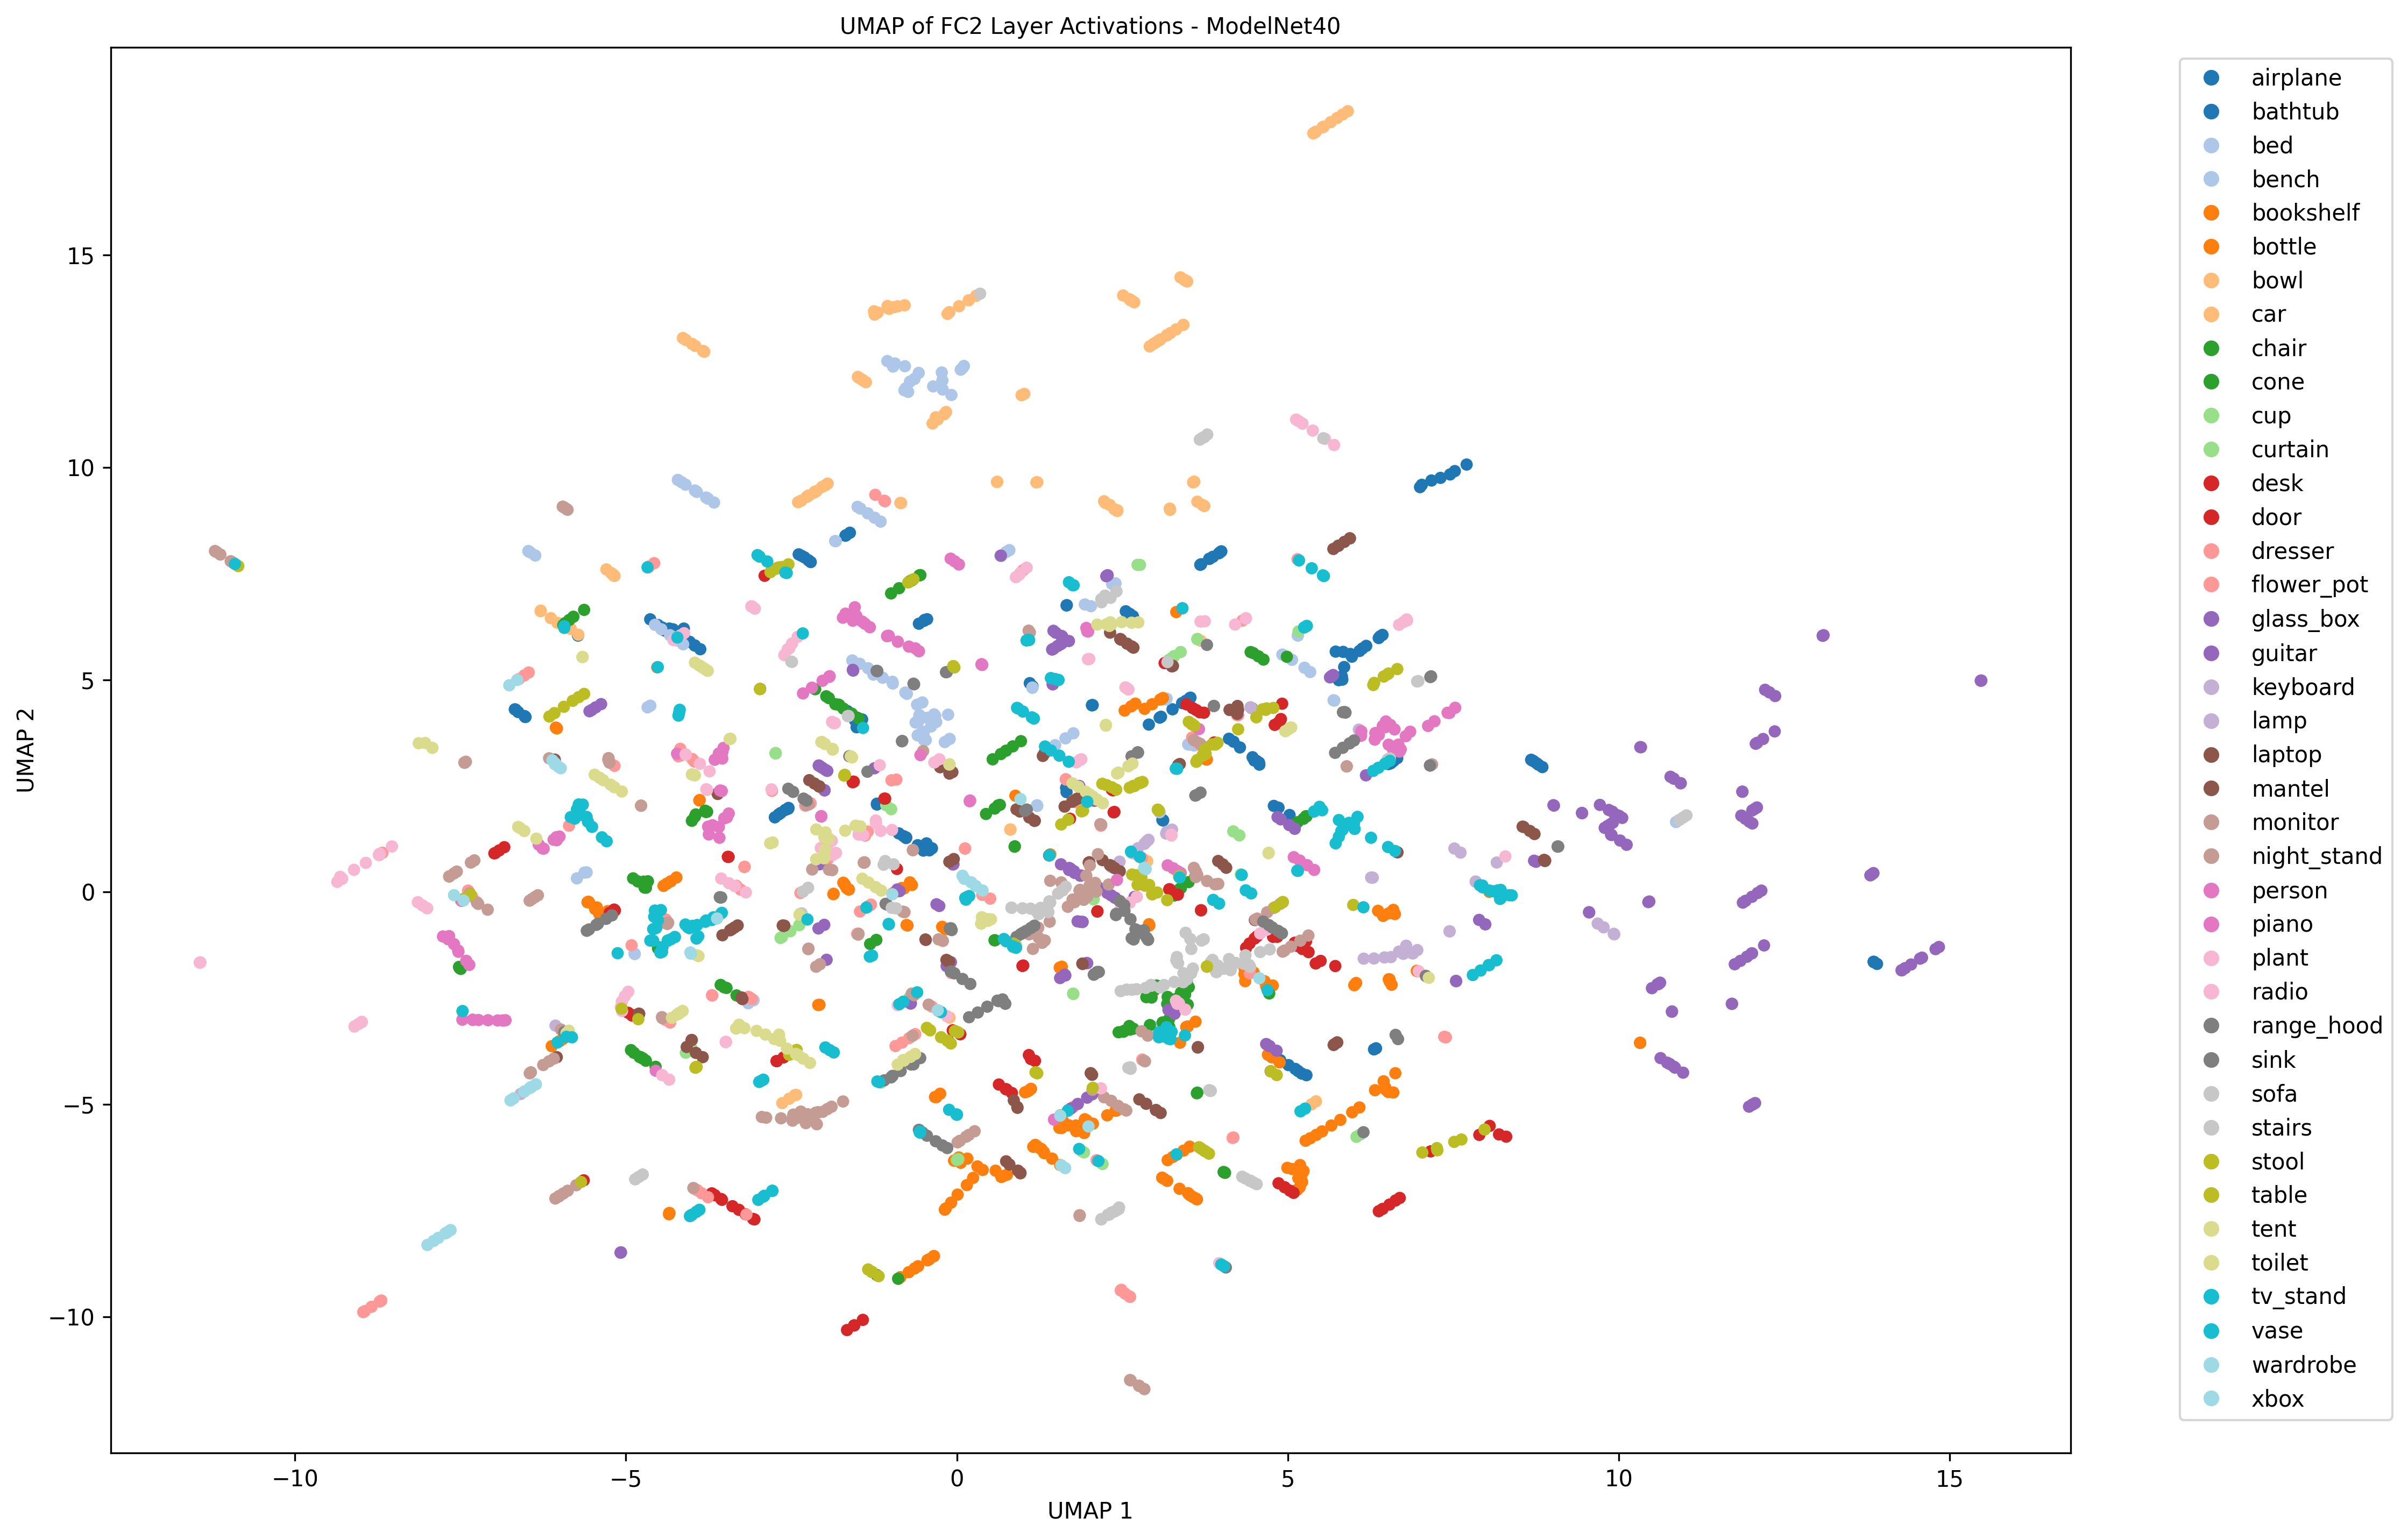 UMAP of FC2 Layer Activations - ModelNet40
UMAP 2
15
10
5
0
−5
−10
−10
−5
0
5
10
15
UMAP 1
airplane
bathtub
bed
bench
bookshelf
bottle
bowl
car
chair
cone
cup
curtain
desk
door
dresser
flower_pot
glass_box
guitar
keyboard
lamp
laptop
mantel
monitor
night_stand
person
piano
plant
radio
range_hood
sink
sofa
stairs
stool
table
tent
toilet
tv_stand
vase
wardrobe
xbox